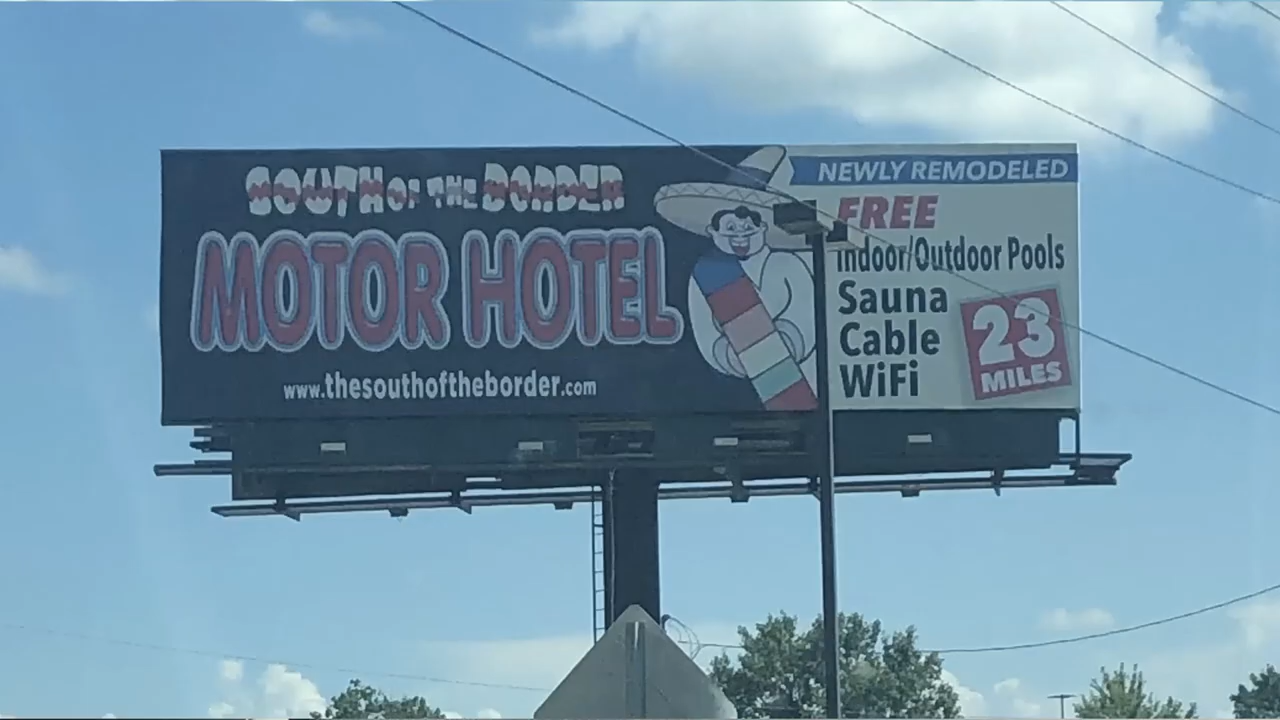 SOUTH OF THE BORDER
MOTOR HOTEL
www.thesouthoftheborder.com
NEWLY REMODELED
FREE
Indoor/Outdoor Pools
Sauna
Cable
WiFi
23
MILES